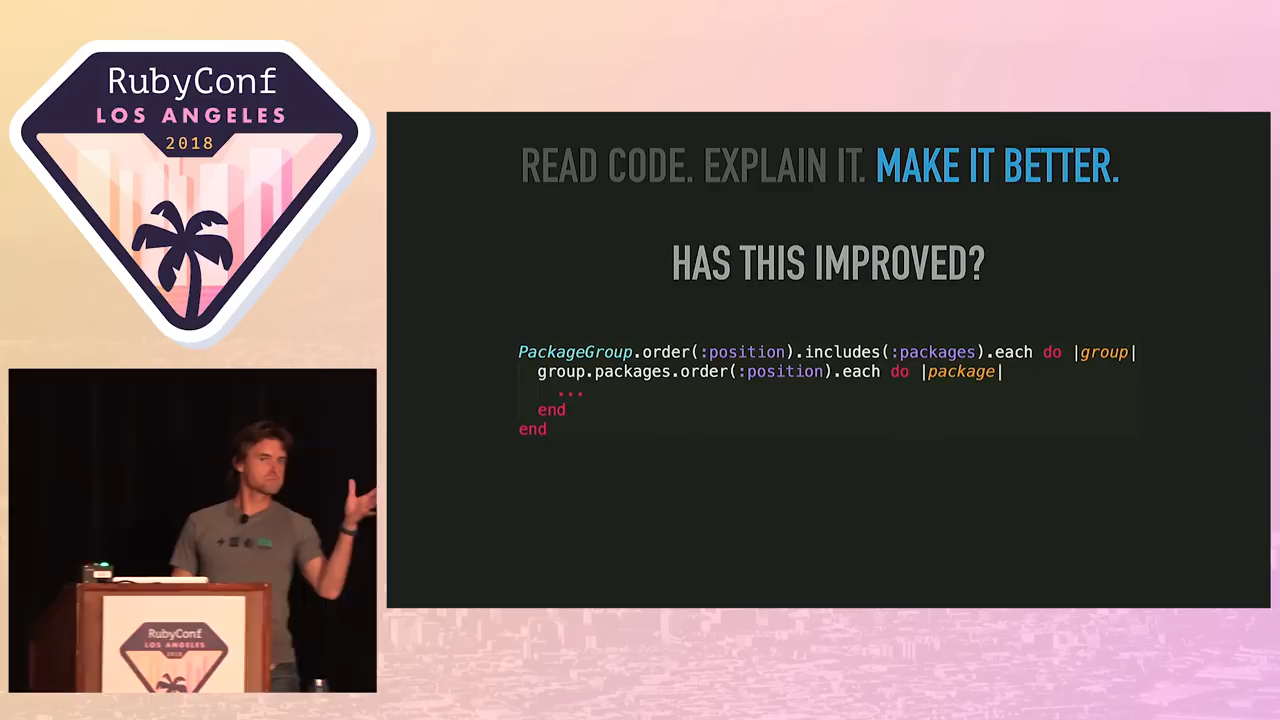 RubyConf
LOS ANGELES
2018
READ CODE. EXPLAIN IT. MAKE IT BETTER.
HAS THIS IMPROVED?
PackageGroup.order(:position).includes(:packages).each do |group|
  group.packages.order(:position).each do |package|
    ...
  end
end
RubyConf
LOS ANGELES
2018